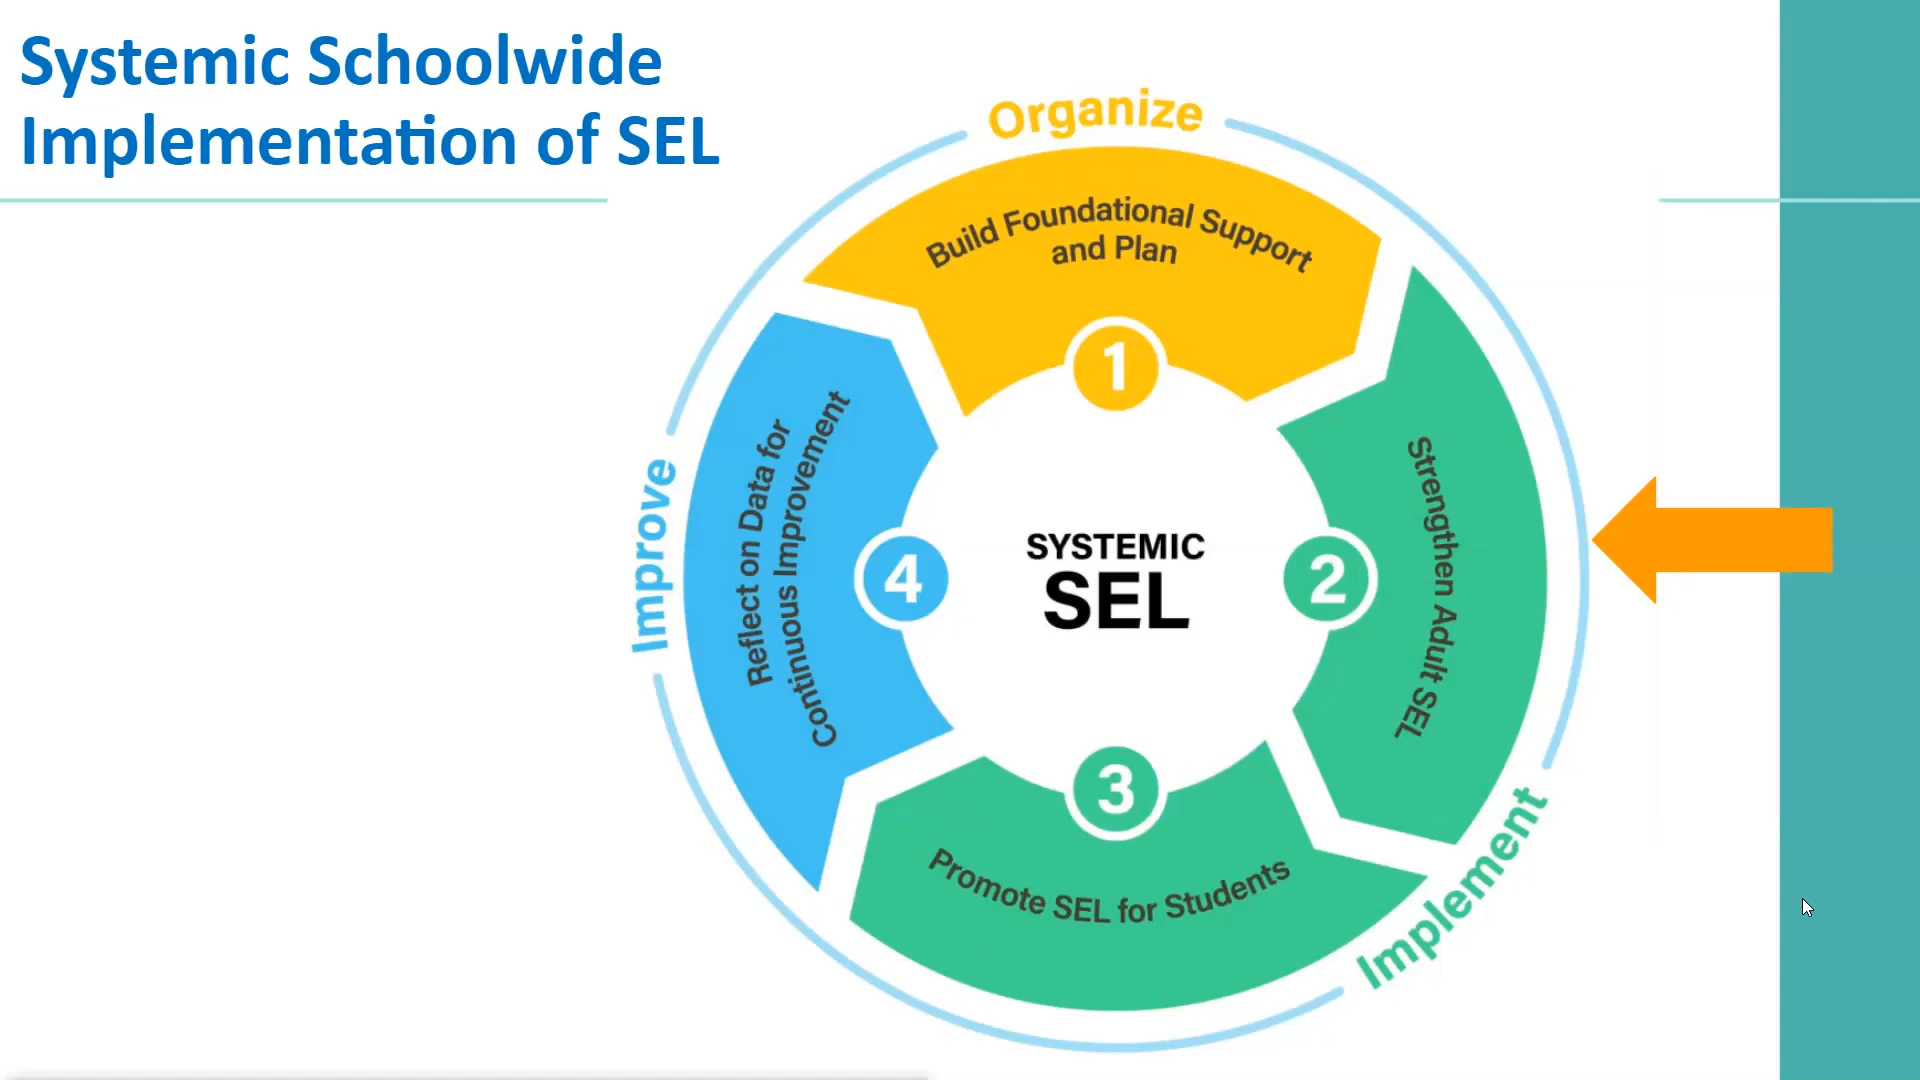 Systemic Schoolwide
Implementation of SEL
Organize
Build Foundational Support
and Plan
1
Strengthen Adult SEL
2
Implement
Promote SEL for Students
3
Improve
Reflect on Data for
Continuous Improvement
4
SYSTEMIC
SEL